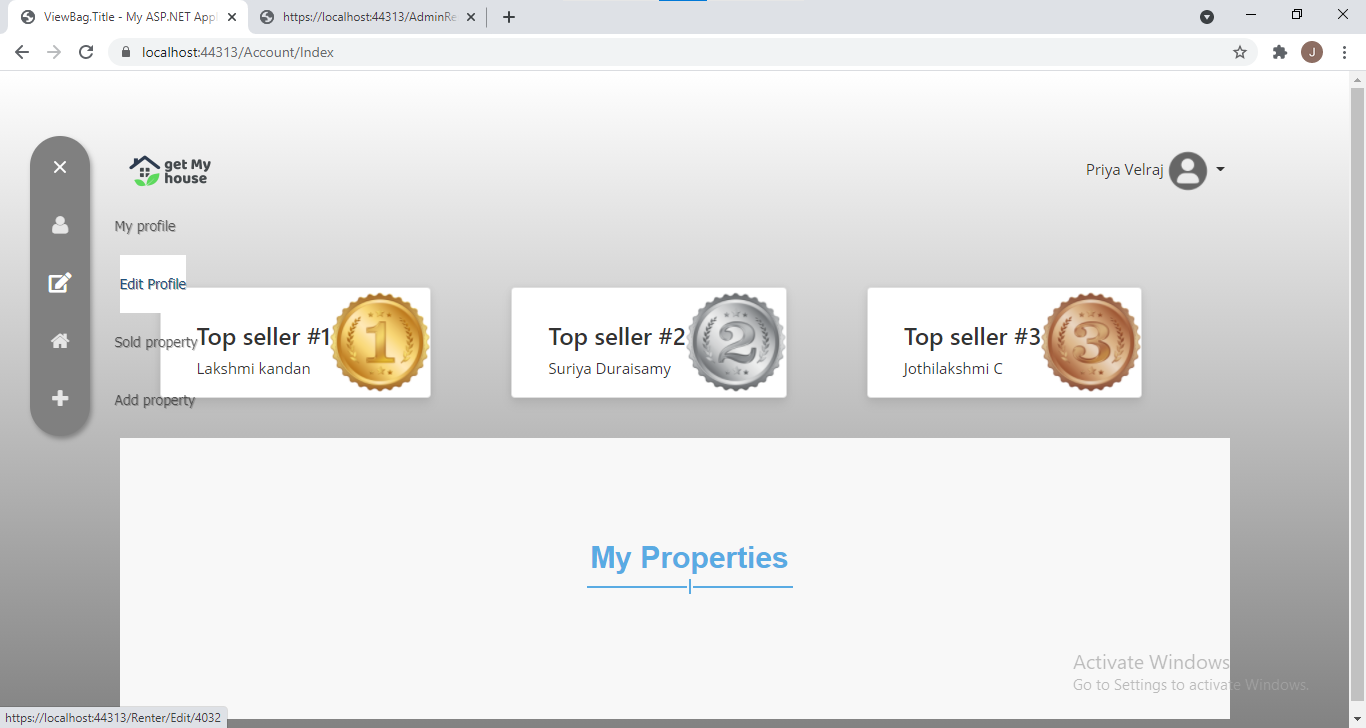 ViewBag.Title - My ASP.NET Appl
https://localhost:44313/AdminRe
localhost:44313/Account/Index
J
get My
house
Priya Velraj
My profile
Edit Profile
Sold property
Add property
Top seller #1
Lakshmi kandan
1
Top seller #2
Suriya Duraisamy
2
Top seller #3
Jothilakshmi C
3
My Properties
Activate Windows
Go to Settings to activate Windows.
https://localhost:44313/Renter/Edit/4032